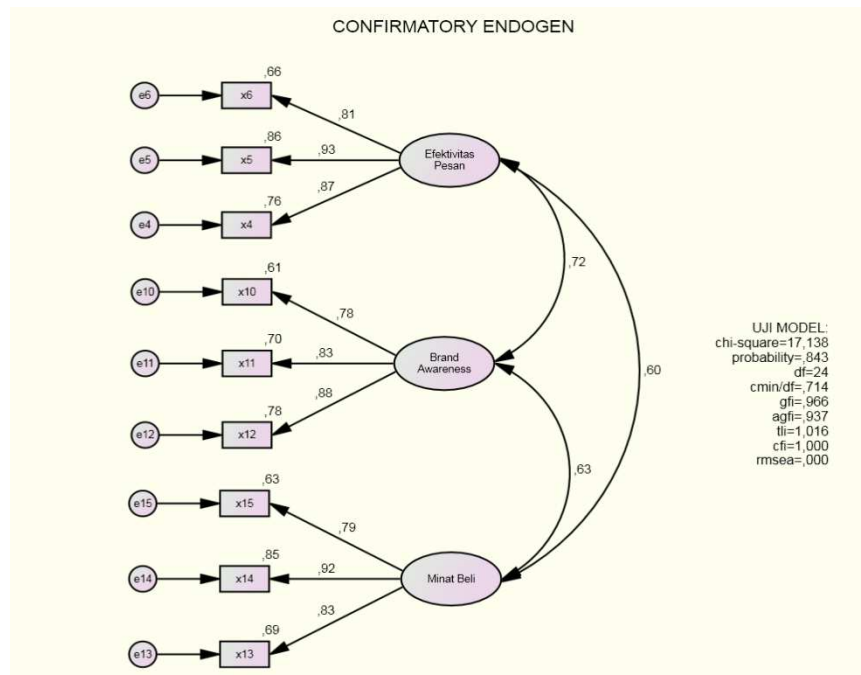 CONFIRMATORY ENDOGEN
,66
e6
x6
,81
,86
e5
x5
,93
Efektivitas
Pesan
,87
,76
e4
x4
,72
,61
e10
x10
,78
,70
e11
x11
,83
Brand
Awareness
,88
,78
e12
x12
,60
UJI MODEL:
chi-square=17,138
probability=,843
df=24
cmin/df=,714
gfi=,966
agfi=,937
tli=1,016
cfi=1,000
rmsea=,000
,63
,63
e15
x15
,79
,85
e14
x14
,92
Minat Beli
,83
,69
e13
x13